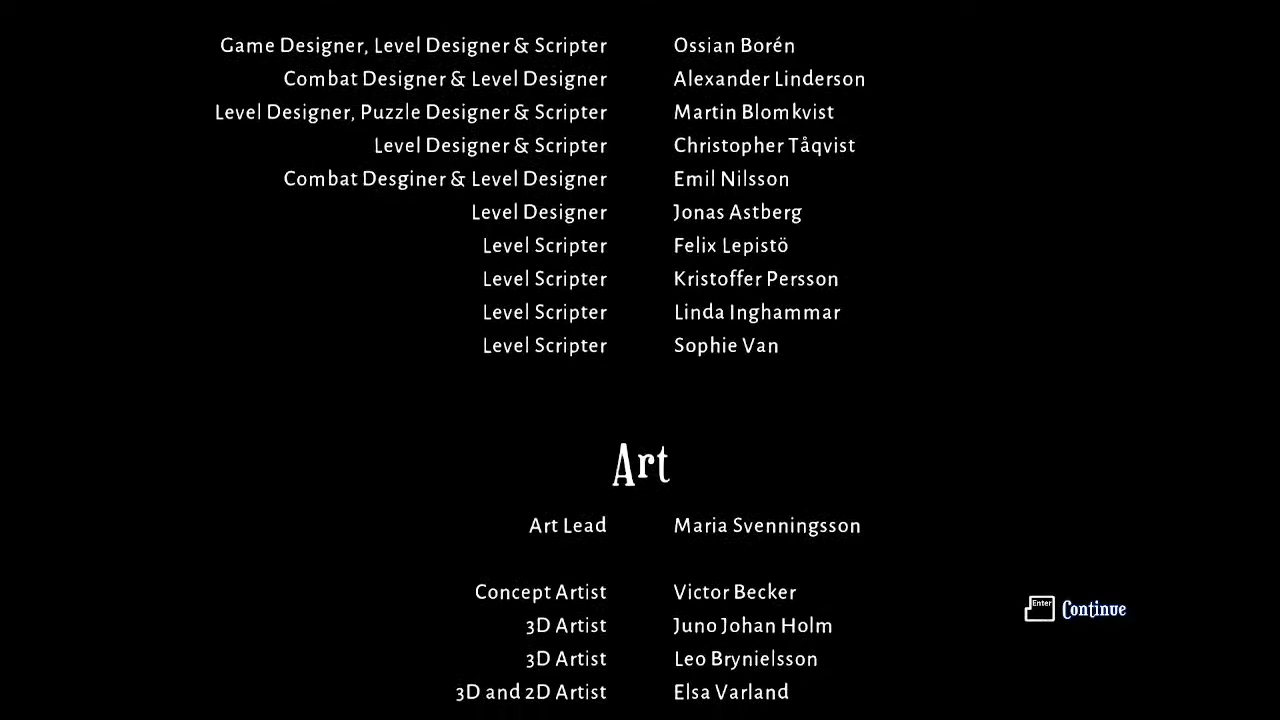 Game Designer, Level Designer & Scripter Ossian Borén
Combat Designer & Level Designer Alexander Linderson
Level Designer, Puzzle Designer & Scripter Martin Blomkvist
Level Designer & Scripter Christopher Tåqvist
Combat Desginer & Level Designer Emil Nilsson
Level Designer Jonas Astberg
Level Scripter Felix Lepistö
Level Scripter Kristoffer Persson
Level Scripter Linda Inghammar
Level Scripter Sophie Van
Art
Art Lead Maria Svenningsson
Concept Artist Victor Becker
Enter Continue
3D Artist Juno Johan Holm
3D Artist Leo Brynielsson
3D and 2D Artist Elsa Varland